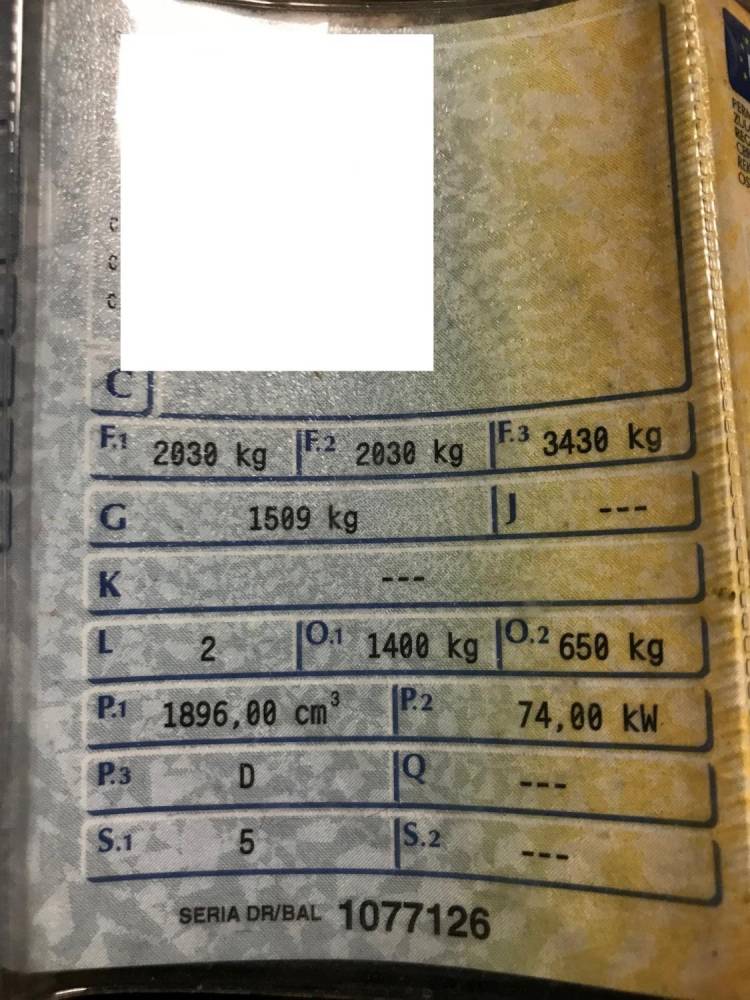 C
F.1 2030 kg F.2 2030 kg F.3 3430 kg
G 1509 kg J ---
K ---
L 2 O.1 1400 kg O.2 650 kg
P.1 1896,00 cm³ P.2 74,00 kW
P.3 D Q ---
S.1 5 S.2 ---
SERIA DR/BAL 1077126